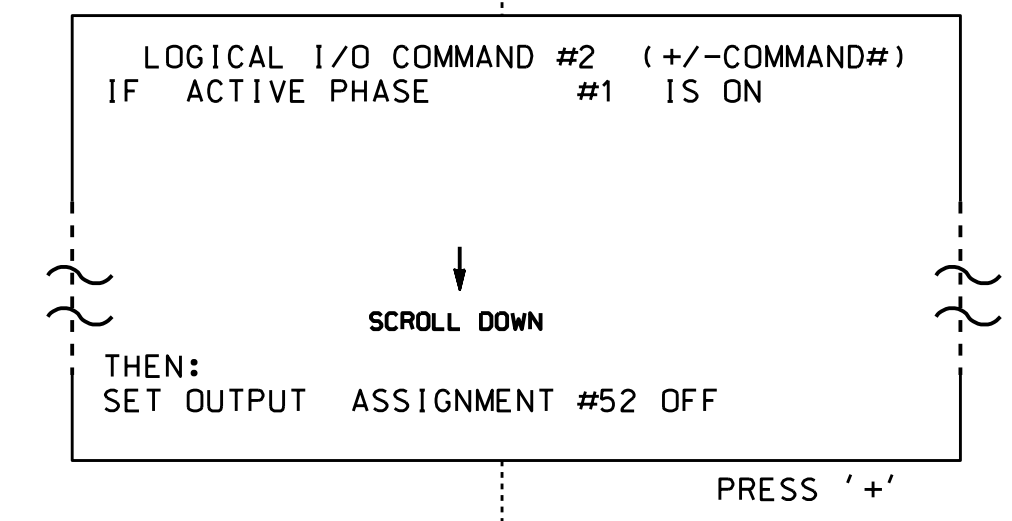 LOGICAL I/O COMMAND #2 (+/-COMMAND#)
IF ACTIVE PHASE #1 IS ON
SCROLL DOWN
THEN:
SET OUTPUT ASSIGNMENT #52 OFF
PRESS '+'